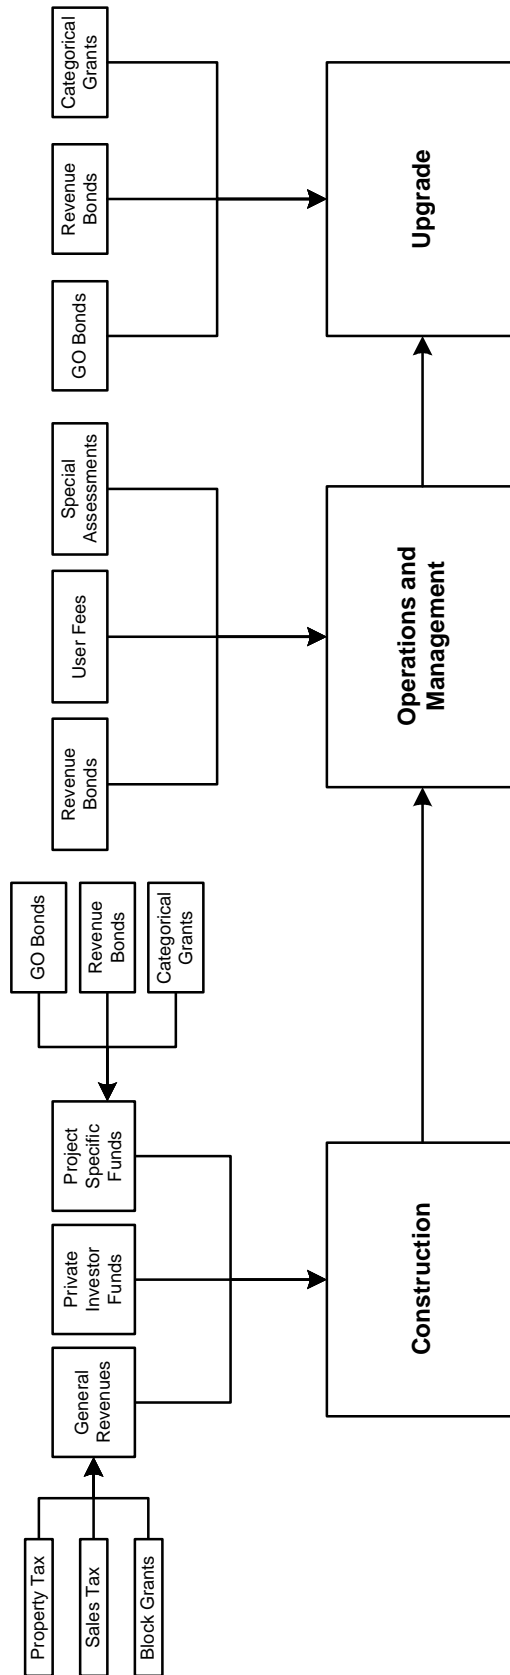 Property Tax
Sales Tax
Block Grants
General
Revenues
Private
Investor
Funds
Project
Specific
Funds
GO Bonds
Revenue
Bonds
Categorical
Grants
Revenue
Bonds
User Fees
Special
Assessments
GO Bonds
Revenue
Bonds
Categorical
Grants
Construction
Operations and
Management
Upgrade